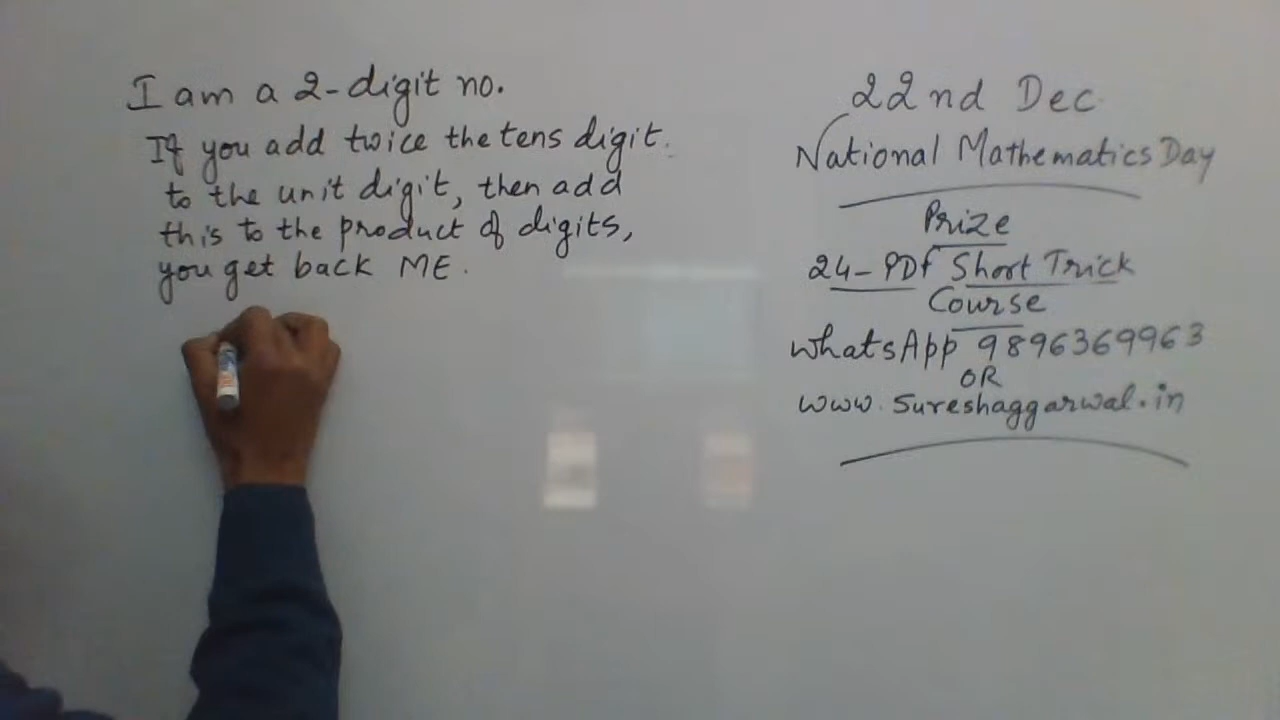 I am a 2-digit no.
If you add twice the tens digit.
to the unit digit, then add
this to the product of digits,
you get back ME.
22nd Dec
National Mathematics Day
Prize
24-PDf Short Trick
Course
whatsApp 9896369963
OR
www.sureshaggarwal.in